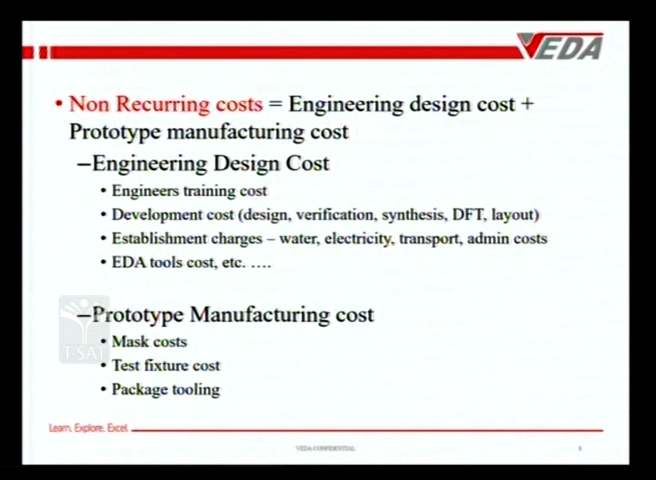 VEDA
• Non Recurring costs = Engineering design cost +
Prototype manufacturing cost
–Engineering Design Cost
• Engineers training cost
• Development cost (design, verification, synthesis, DFT, layout)
• Establishment charges – water, electricity, transport, admin costs
• EDA tools cost, etc. ….
–Prototype Manufacturing cost
• Mask costs
T-SAT
• Test fixture cost
• Package tooling
Learn. Explore. Excel.
VEDA CONFIDENTIAL